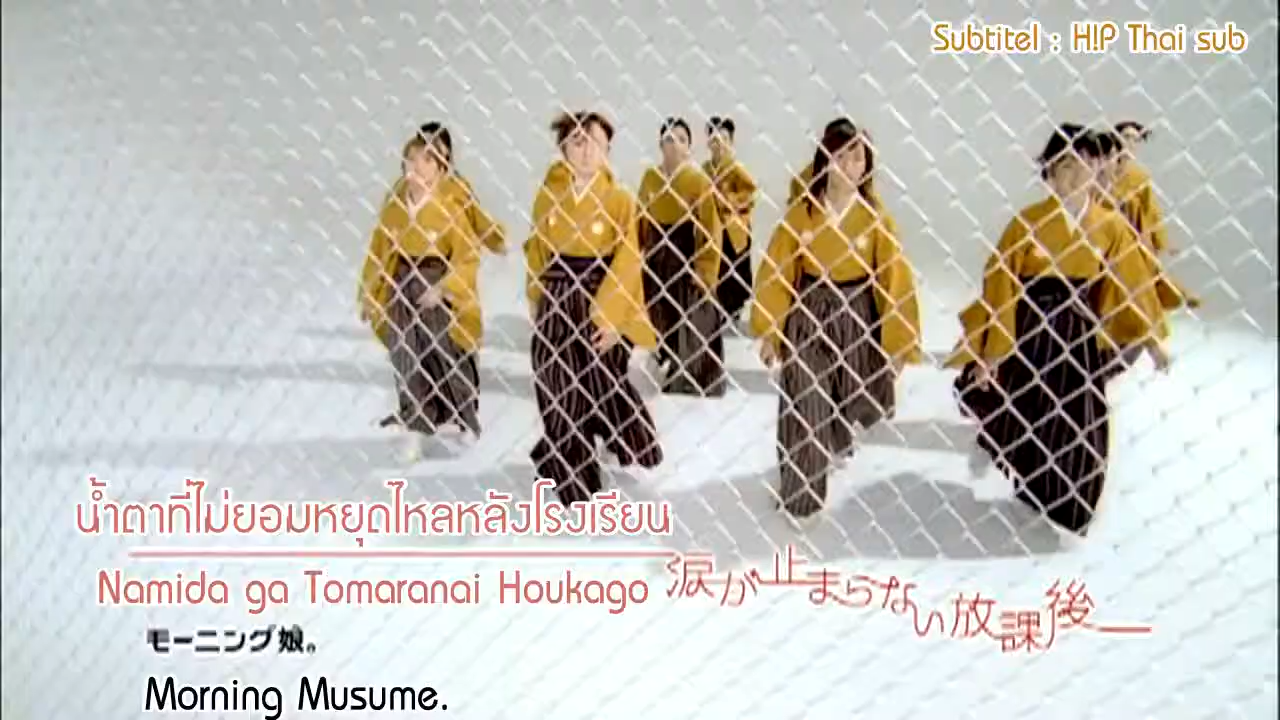 Subtitel : H!P Thai sub
น้ำตาที่ไม่ยอมหยุดไหลหลังโรงเรียน
Namida ga Tomaranai Houkago
涙が止まらない放課後
モーニング娘。
Morning Musume.